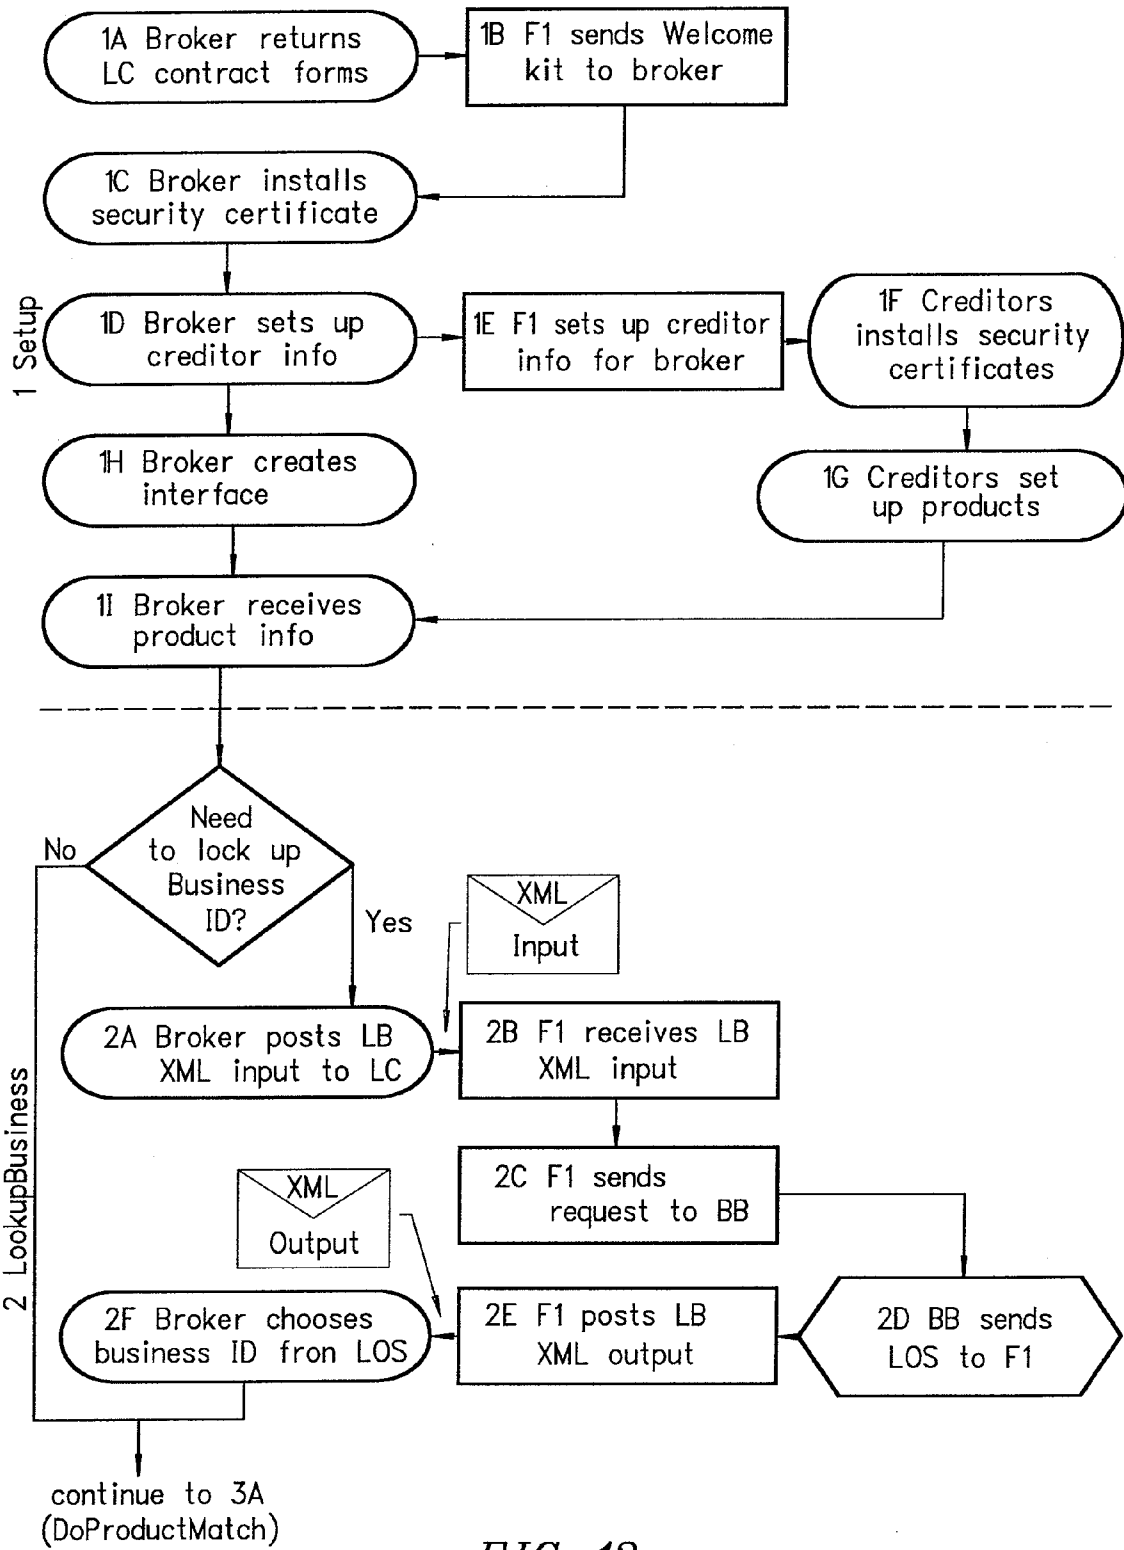 1A Broker returns
LC contract forms
1B F1 sends Welcome
kit to broker
1C Broker installs
security certificate
1 Setup
1D Broker sets up
creditor info
1E F1 sets up creditor
info for broker
1F Creditors
installs security
certificates
1H Broker creates
interface
1G Creditors set
up products
1I Broker receives
product info
Need
to lock up
Business
ID?
No
Yes
XML
Input
2 LookupBusiness
2A Broker posts LB
XML input to LC
2B F1 receives LB
XML input
2C F1 sends
request to BB
XML
Output
2D BB sends
LOS to F1
2E F1 posts LB
XML output
2F Broker chooses
business ID fron LOS
continue to 3A
(DoProductMatch)